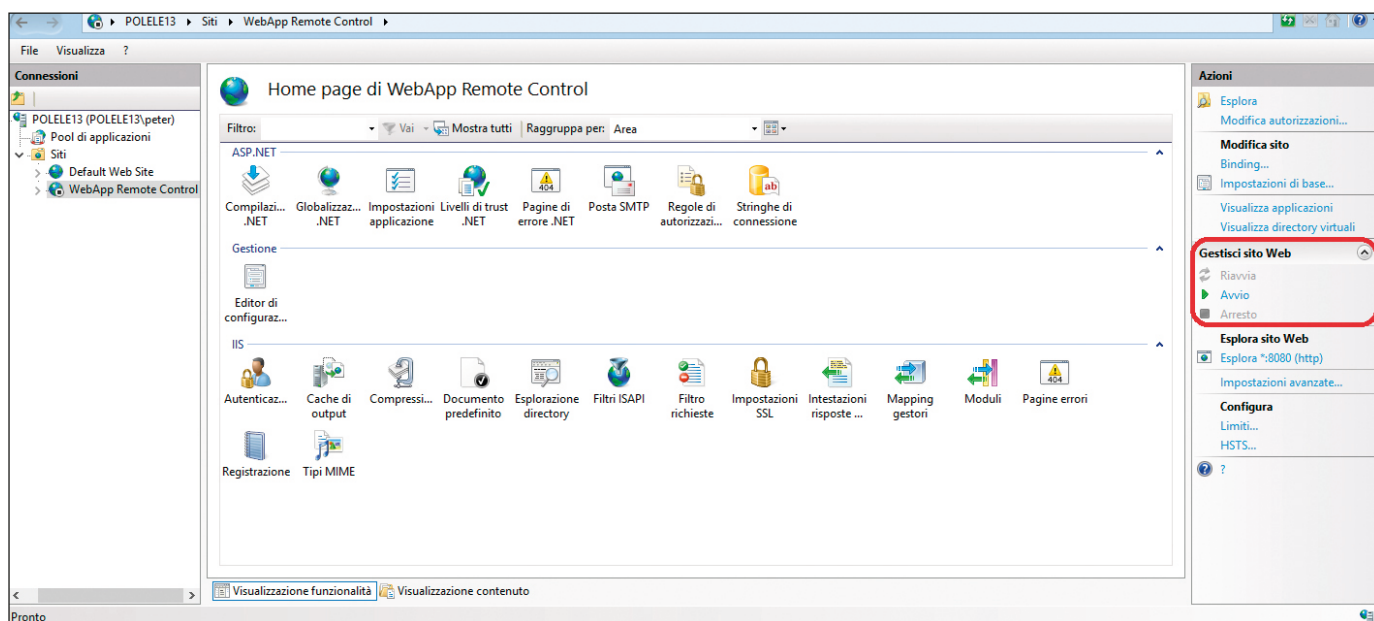 POLELE13 Siti WebApp Remote Control
File Visualizza ?
Connessioni
POLELE13 (POLELE13\peter)
Pool di applicazioni
Siti
Default Web Site
WebApp Remote Control
Home page di WebApp Remote Control
Filtro: Vai Mostra tutti Raggruppa per: Area
ASP.NET
Compilazi... Globalizzaz... Impostazioni Livelli di trust Pagine di Posta SMTP Regole di Stringhe di
.NET .NET applicazione .NET errore .NET autorizzazi... connessione
Gestione
Editor di
configuraz...
IIS
Autenticaz... Cache di Compressi... Documento Esplorazione Filtri ISAPI Filtro Impostazioni Intestazioni Mapping Moduli Pagine errori
output predefinito directory richieste SSL risposte ... gestori
Registrazione Tipi MIME
Visualizzazione funzionalità Visualizzazione contenuto
Azioni
Esplora
Modifica autorizzazioni...
Modifica sito
Binding...
Impostazioni di base...
Visualizza applicazioni
Visualizza directory virtuali
Gestisci sito Web
Riavvia
Avvio
Arresto
Esplora sito Web
Esplora *:8080 (http)
Impostazioni avanzate...
Configura
Limiti...
HSTS...
?
Pronto